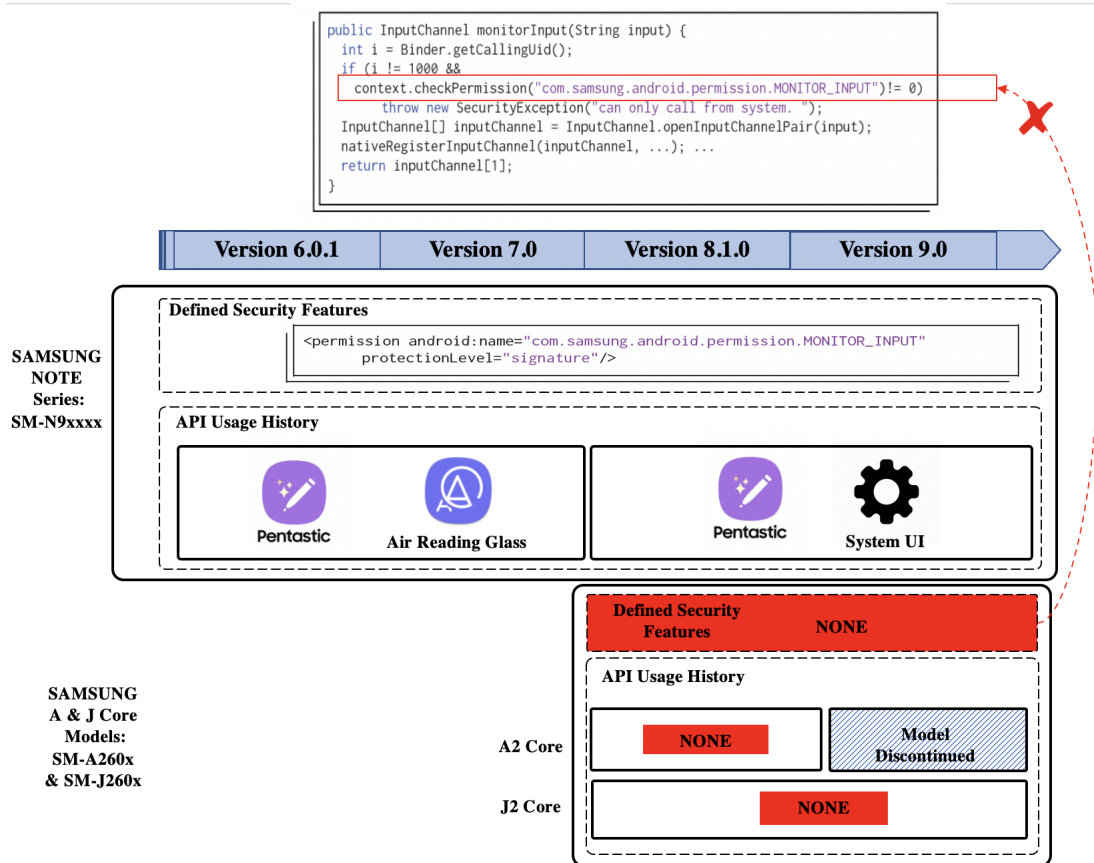 public InputChannel monitorInput(String input) {
int i = Binder.getCallingUid();
if (i != 1000 &&
context.checkPermission("com.samsung.android.permission.MONITOR_INPUT")!= 0)
throw new SecurityException("can only call from system. ");
InputChannel[] inputChannel = InputChannel.openInputChannelPair(input);
nativeRegisterInputChannel(inputChannel, ...); ...
return inputChannel[1];
}
Version 6.0.1
Version 7.0
Version 8.1.0
Version 9.0
SAMSUNG
NOTE
Series:
SM-N9xxxx
Defined Security Features
<permission android:name="com.samsung.android.permission.MONITOR_INPUT"
protectionLevel="signature"/>
API Usage History
Pentastic
Air Reading Glass
Pentastic
System UI
SAMSUNG
A & J Core
Models:
SM-A260x
& SM-J260x
Defined Security
Features
NONE
API Usage History
A2 Core
NONE
Model
Discontinued
J2 Core
NONE